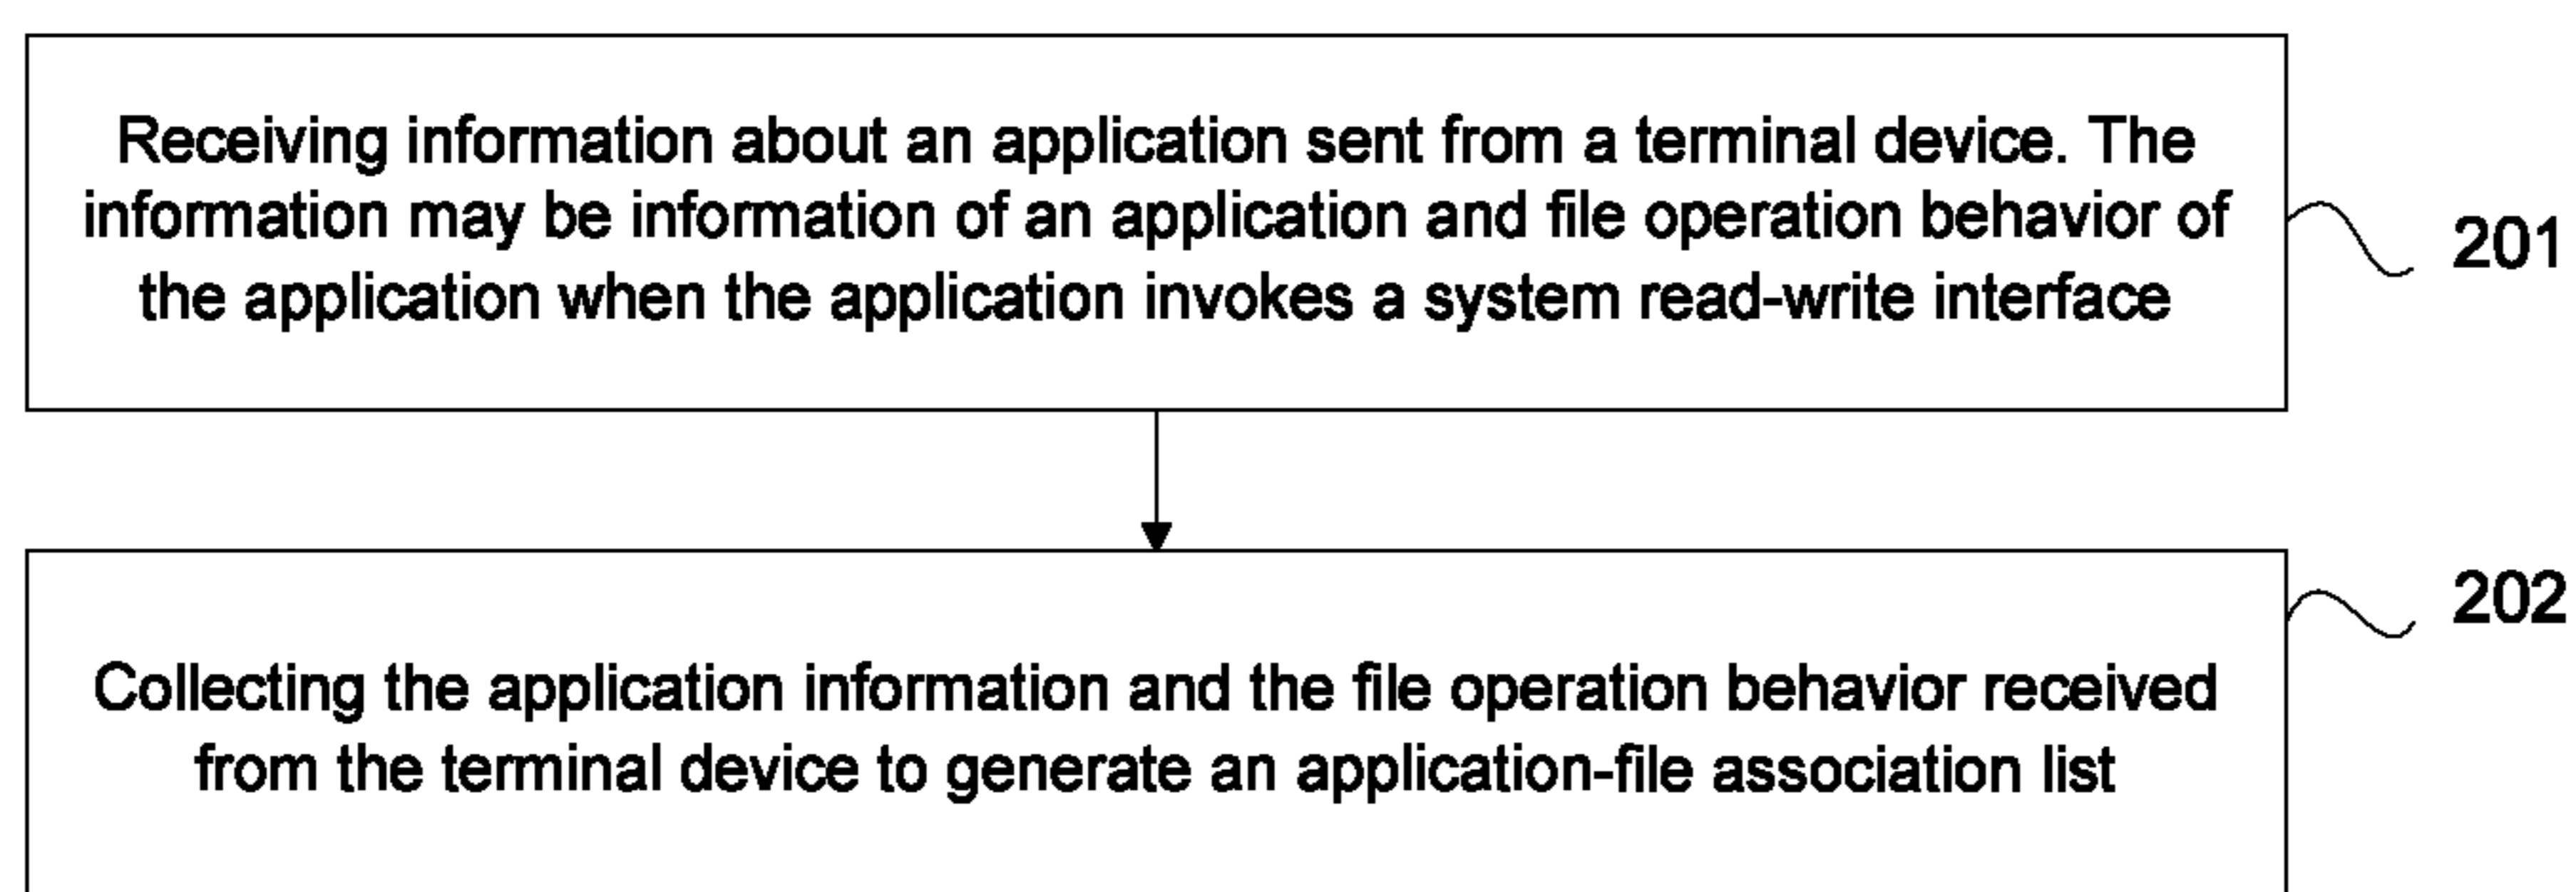 Receiving information about an application sent from a terminal device. The
information may be information of an application and file operation behavior of
the application when the application invokes a system read-write interface
201
202
Collecting the application information and the file operation behavior received
from the terminal device to generate an application-file association list